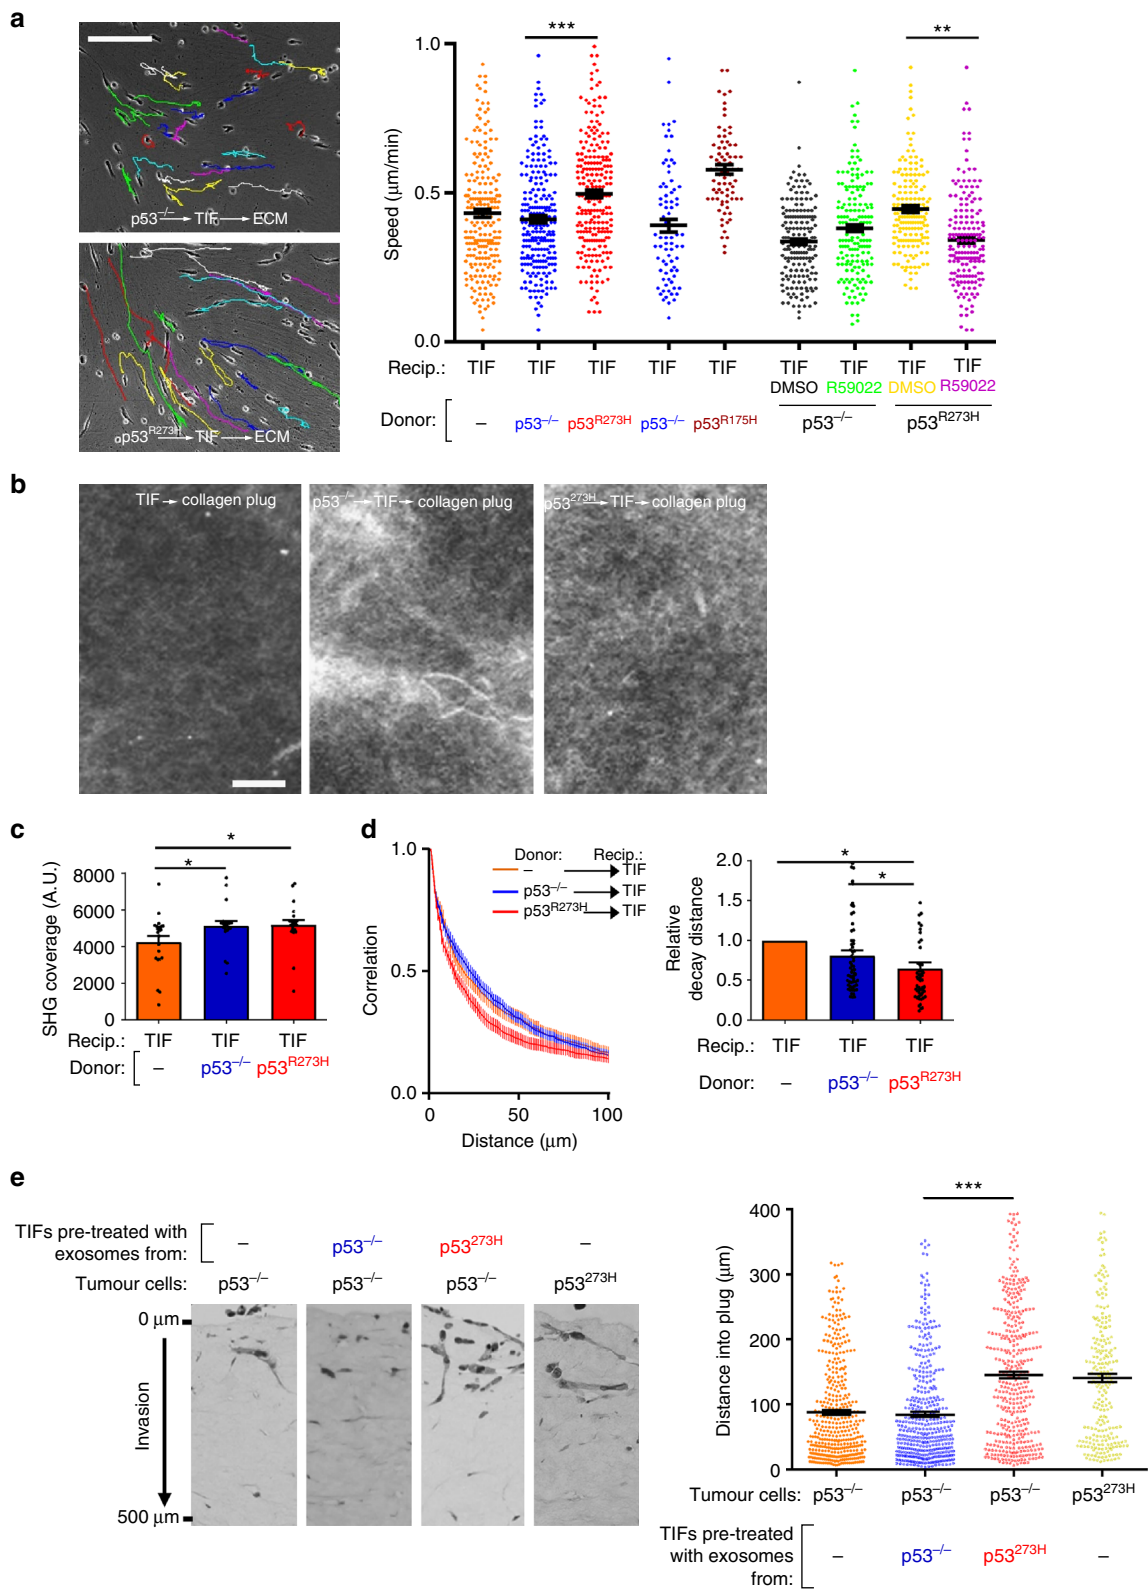 a
p53–/– TIF ECM
p53R273H TIF ECM
Speed (μm/min)
1.0
0.5
0.0
*** **
Recip.: TIF TIF TIF TIF TIF TIF TIF TIF TIF
DMSO R59022 DMSO R59022
Donor: – p53–/– p53R273H p53–/– p53R175H p53–/– p53R273H
b
TIF collagen plug
p53–/– TIF collagen plug
p53273H TIF collagen plug
c
SHG coverage (A.U.)
8000
6000
4000
2000
0
* *
Recip.: TIF TIF TIF
Donor: – p53–/– p53R273H
d
Correlation
1.0
0.5
0.0
0 50 100
Distance (μm)
Donor: Recip.:
– TIF
p53–/– TIF
p53R273H TIF
Relative
decay distance
2.0
1.5
1.0
0.5
0.0
* *
Recip.: TIF TIF TIF
Donor: – p53–/– p53R273H
e
TIFs pre-treated with
exosomes from: – p53–/– p53273H –
Tumour cells: p53–/– p53–/– p53–/– p53273H
0 μm
Invasion
500 μm
Distance into plug (μm)
400
300
200
100
0
***
Tumour cells: p53–/– p53–/– p53–/– p53273H
TIFs pre-treated
with exosomes
from: – p53–/– p53273H –